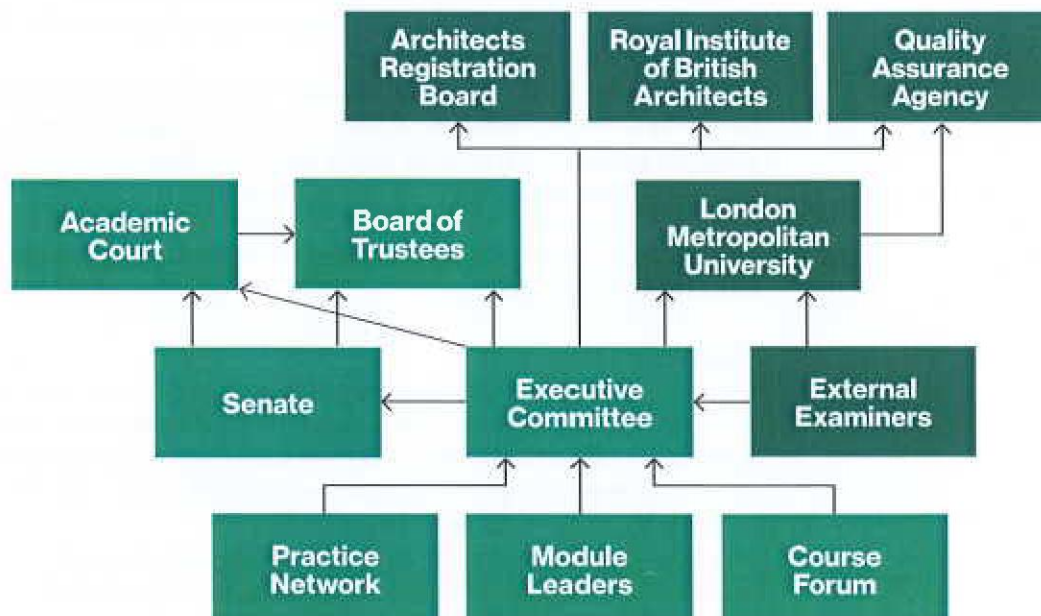 Architects
Registration
Board
Royal Institute
of British
Architects
Quality
Assurance
Agency
Academic
Court
Board of
Trustees
London
Metropolitan
University
Senate
Executive
Committee
External
Examiners
Practice
Network
Module
Leaders
Course
Forum